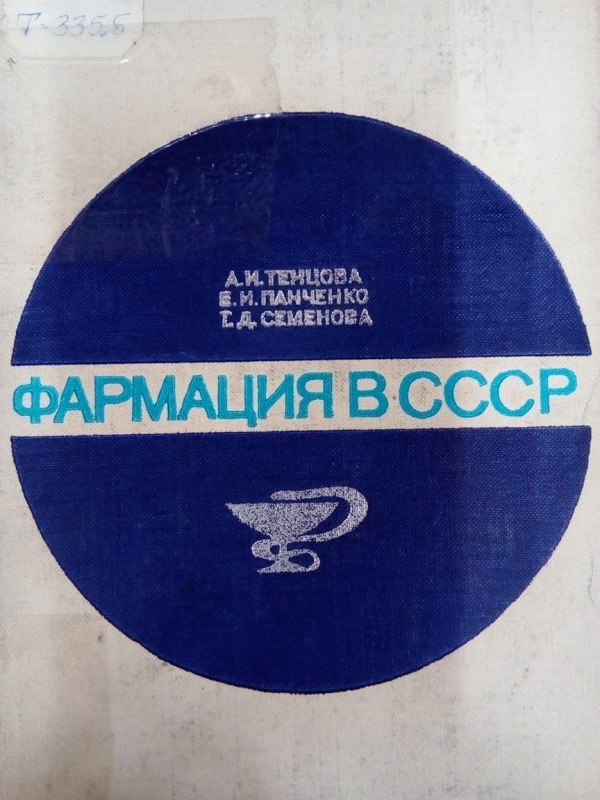 Т-3355
А.И.ТЕНЦОВА
Е.И.ПАНЧЕНКО
Т.Д.СЕМЕНОВА
ФАРМАЦИЯ В СССР